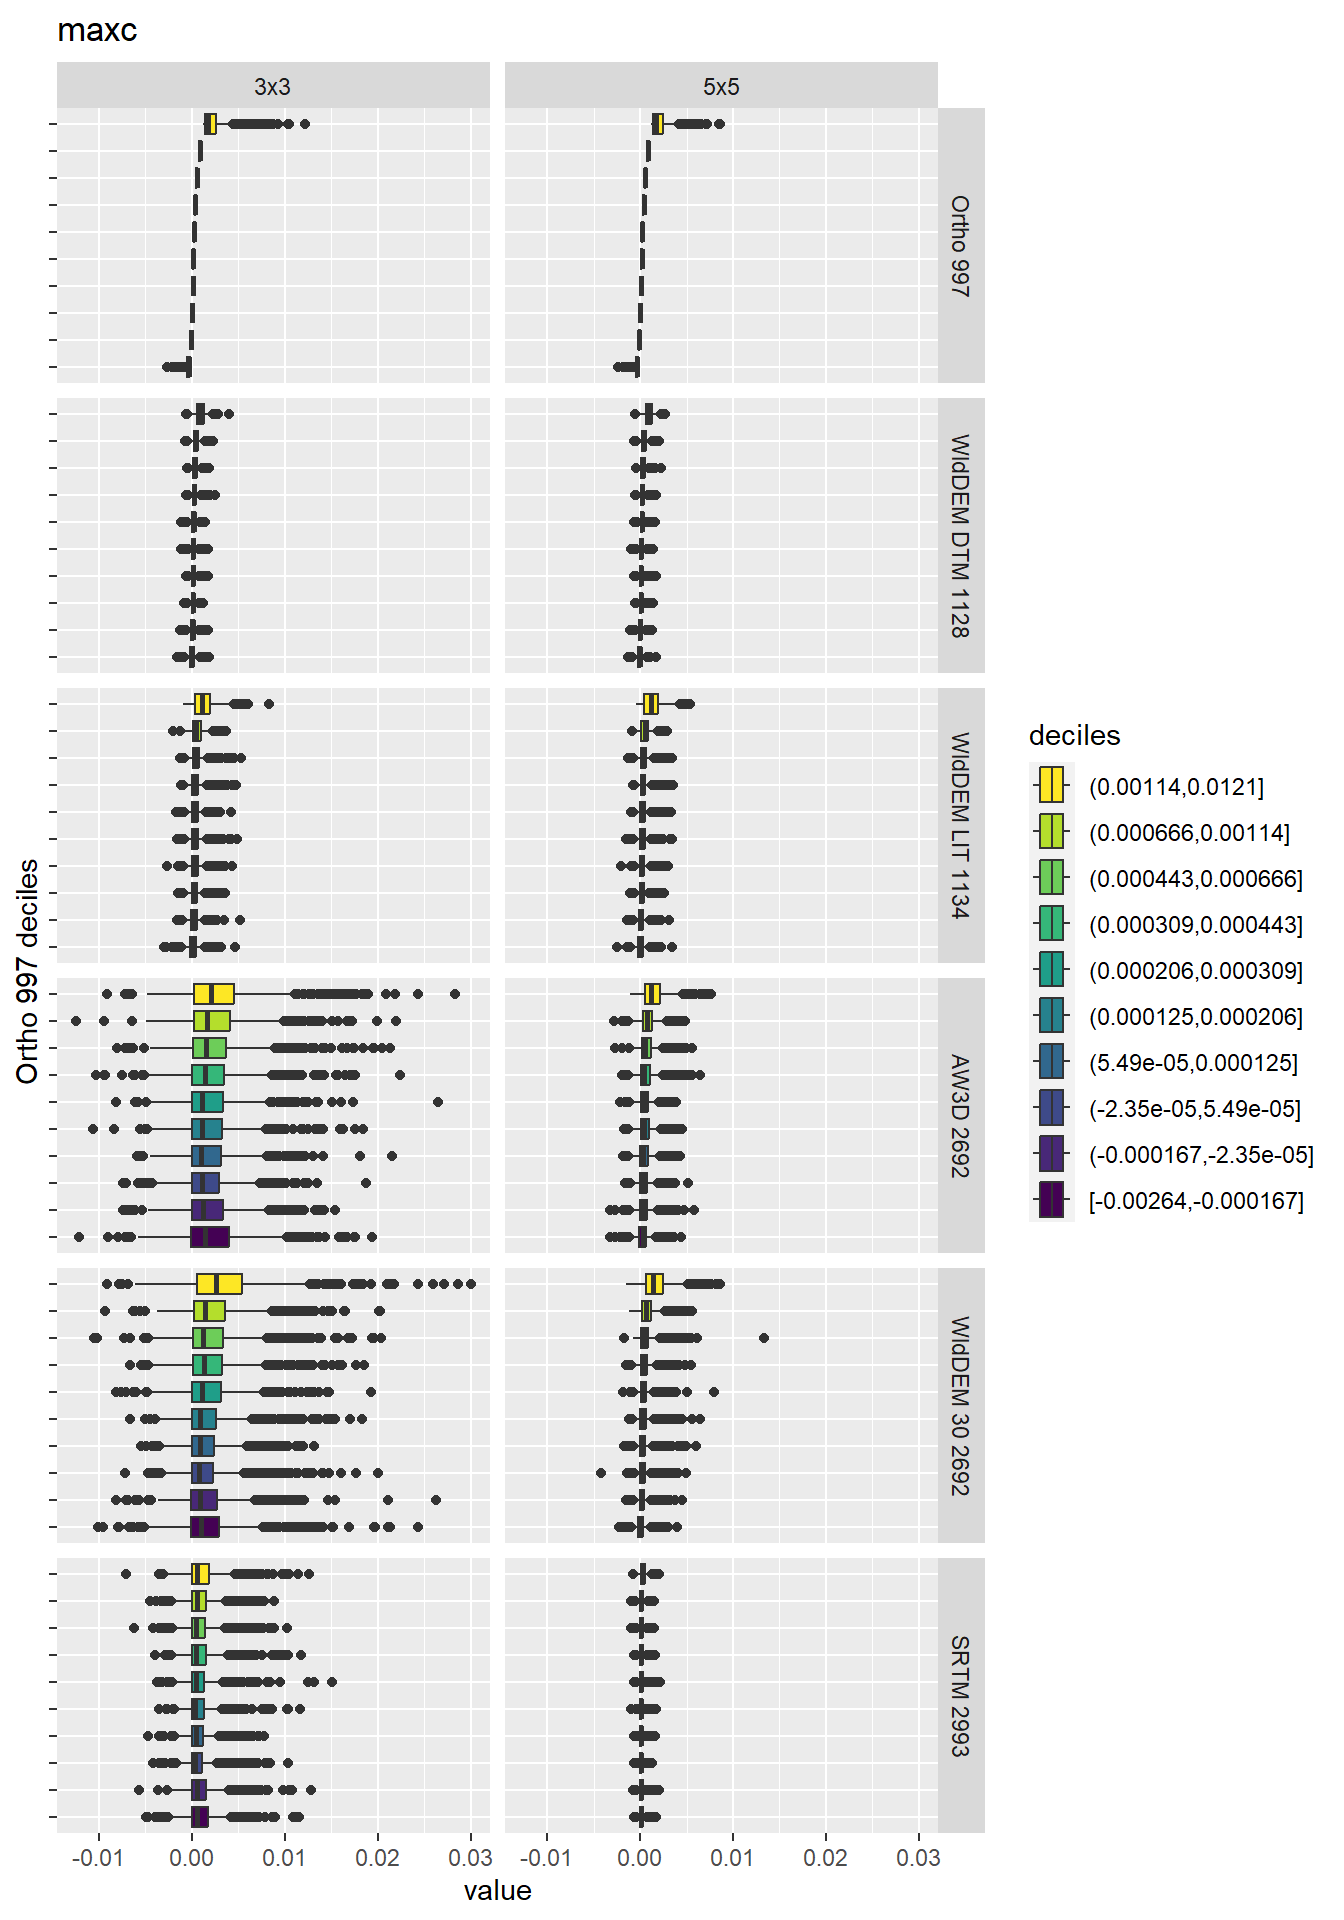 maxc
3x3
5x5
Ortho 997
WldDEM DTM 1128
WldDEM LIT 1134
AW3D 2692
WldDEM 30 2692
SRTM 2993
Ortho 997 deciles
-0.01 0.00 0.01 0.02 0.03
-0.01 0.00 0.01 0.02 0.03
value
deciles
(0.00114,0.0121]
(0.000666,0.00114]
(0.000443,0.000666]
(0.000309,0.000443]
(0.000206,0.000309]
(0.000125,0.000206]
(5.49e-05,0.000125]
(-2.35e-05,5.49e-05]
(-0.000167,-2.35e-05]
[-0.00264,-0.000167]